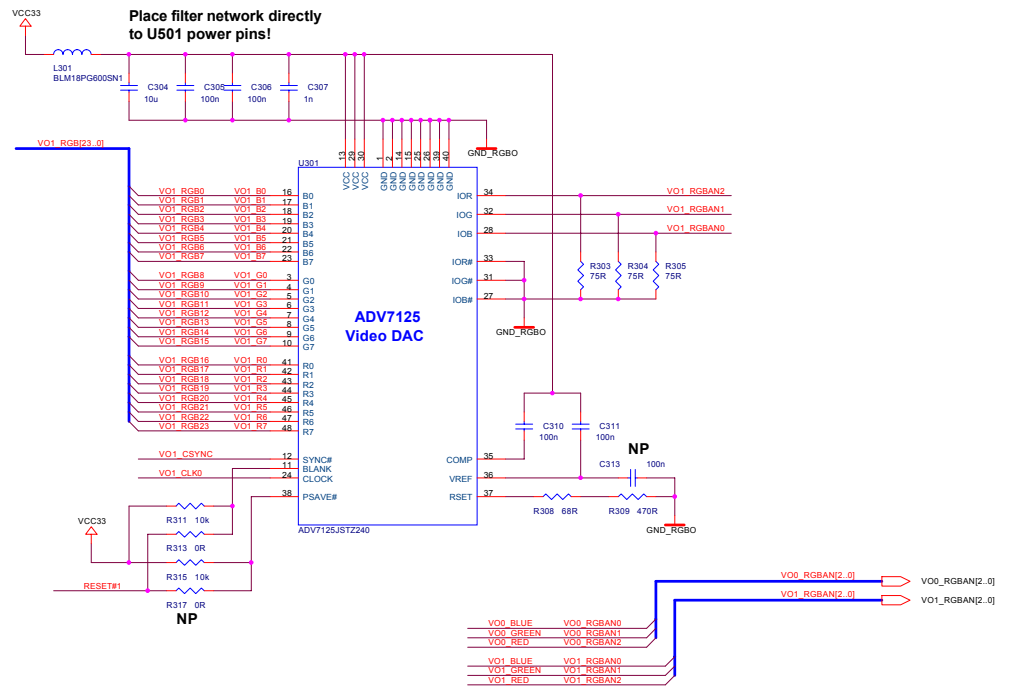 VCC33
Place filter network directly
to U501 power pins!
L301
BLM18PG600SN1
C304
10u
C305
100n
C306
100n
C307
1n
VO1_RGB[23..0]
GND_RGBO
U301
13 29 30 1 2 14 15 25 26 39 40
VCC VCC VCC GND GND GND GND GND GND GND GND
VO1_RGB0 VO1_B0 16 B0
VO1_RGB1 VO1_B1 17 B1
VO1_RGB2 VO1_B2 18 B2
VO1_RGB3 VO1_B3 19 B3
VO1_RGB4 VO1_B4 20 B4
VO1_RGB5 VO1_B5 21 B5
VO1_RGB6 VO1_B6 22 B6
VO1_RGB7 VO1_B7 23 B7
VO1_RGB8 VO1_G0 3 G0
VO1_RGB9 VO1_G1 4 G1
VO1_RGB10 VO1_G2 5 G2
VO1_RGB11 VO1_G3 6 G3
VO1_RGB12 VO1_G4 7 G4
VO1_RGB13 VO1_G5 8 G5
VO1_RGB14 VO1_G6 9 G6
VO1_RGB15 VO1_G7 10 G7
VO1_RGB16 VO1_R0 41 R0
VO1_RGB17 VO1_R1 42 R1
VO1_RGB18 VO1_R2 43 R2
VO1_RGB19 VO1_R3 44 R3
VO1_RGB20 VO1_R4 45 R4
VO1_RGB21 VO1_R5 46 R5
VO1_RGB22 VO1_R6 47 R6
VO1_RGB23 VO1_R7 48 R7
VO1_CSYNC 12 SYNC#
11 BLANK
VO1_CLK0 24 CLOCK
38 PSAVE#
ADV7125
Video DAC
ADV7125JSTZ240
IOR 34 VO1_RGBAN2
IOG 32 VO1_RGBAN1
IOB 28 VO1_RGBAN0
IOR# 33
IOG# 31
IOB# 27
R303
75R
R304
75R
R305
75R
GND_RGBO
C310
100n
C311
100n
COMP 35
VREF 36
RSET 37
NP
C313 100n
R308 68R
R309 470R
GND_RGBO
VCC33
R311 10k
R313 0R
R315 10k
RESET#1
R317 0R
NP
VO0_RGBAN[2..0] VO0_RGBAN[2..0]
VO1_RGBAN[2..0] VO1_RGBAN[2..0]
VO0_BLUE VO0_RGBAN0
VO0_GREEN VO0_RGBAN1
VO0_RED VO0_RGBAN2
VO1_BLUE VO1_RGBAN0
VO1_GREEN VO1_RGBAN1
VO1_RED VO1_RGBAN2